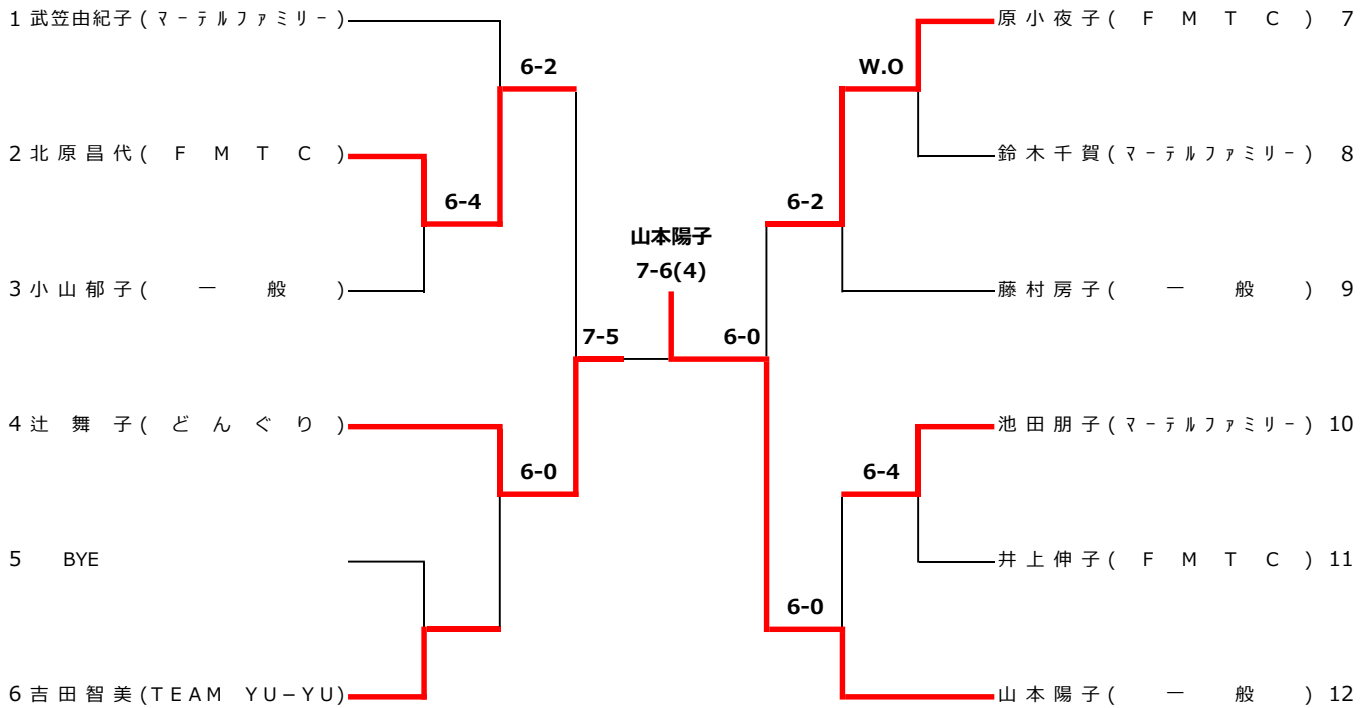 1 武笠由紀子 ( ﾏｰﾃﾙﾌｧﾐﾘｰ )
原 小 夜 子 ( Ｆ Ｍ Ｔ Ｃ ) 7
6-2
W.O
2 北 原 昌 代 ( Ｆ Ｍ Ｔ Ｃ )
鈴 木 千 賀 ( ﾏｰﾃﾙﾌｧﾐﾘｰ ) 8
6-4
6-2
山本陽子
7-6(4)
3 小 山 郁 子 ( 一 般 )
藤 村 房 子 ( 一 般 ) 9
7-5
6-0
4 辻 舞 子 ( ど ん ぐ り )
池 田 朋 子 ( ﾏｰﾃﾙﾌｧﾐﾘｰ ) 10
6-0
6-4
5 BYE
井 上 伸 子 ( Ｆ Ｍ Ｔ Ｃ ) 11
6-0
6 吉 田 智 美 (TEAM YU−YU)
山 本 陽 子 ( 一 般 ) 12